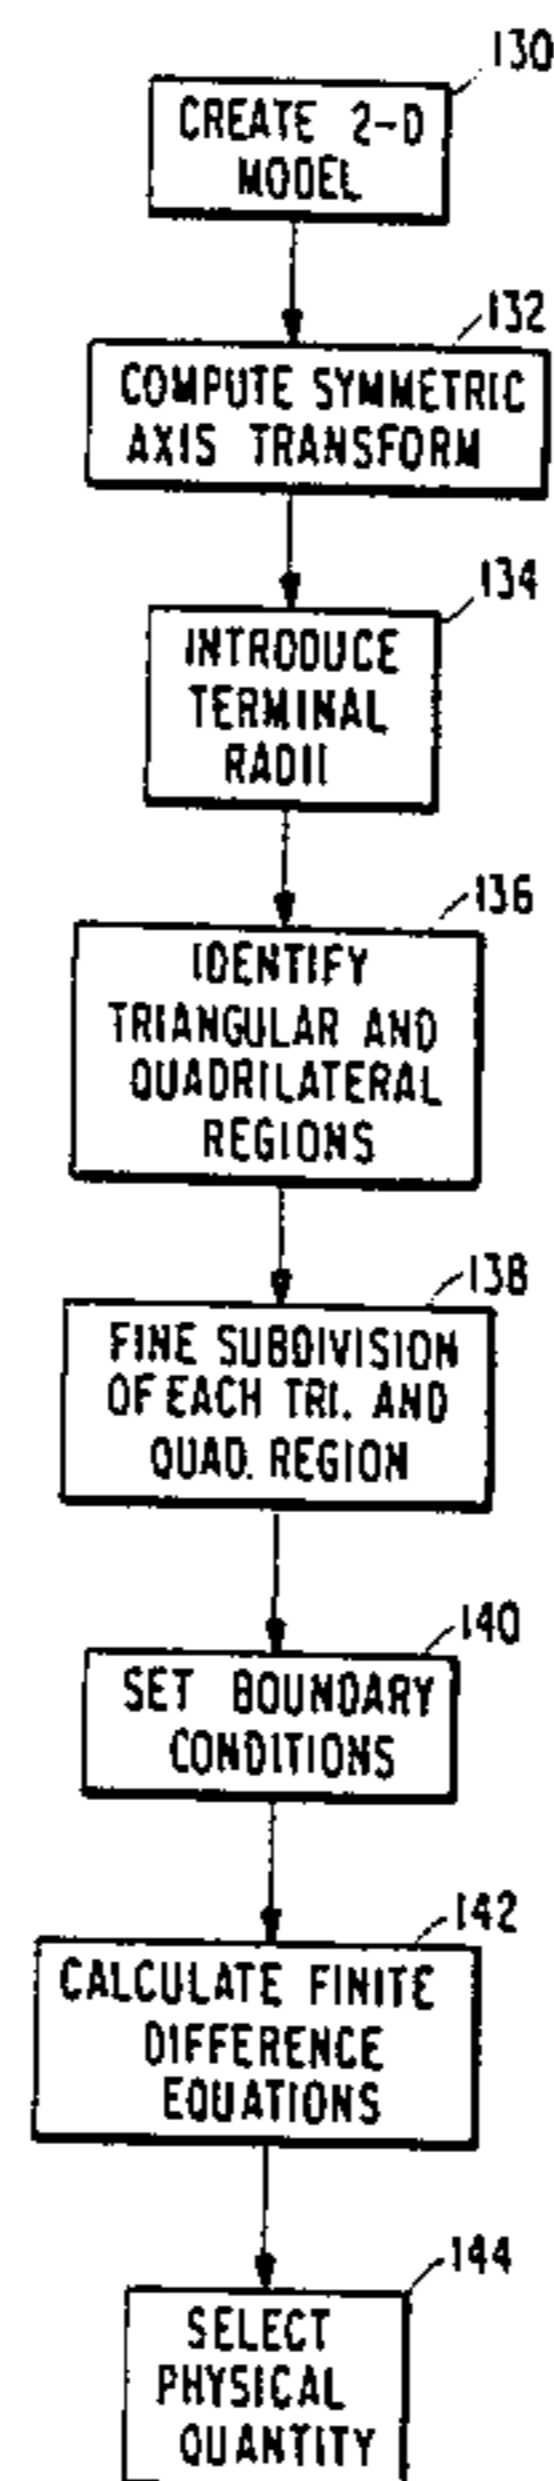 130
CREATE 2-D
MODEL
132
COMPUTE SYMMETRIC
AXIS TRANSFORM
134
INTRODUCE
TERMINAL
RADII
136
IDENTIFY
TRIANGULAR AND
QUADRILATERAL
REGIONS
138
FINE SUBDIVISION
OF EACH TRI. AND
QUAD. REGION
140
SET BOUNDARY
CONDITIONS
142
CALCULATE FINITE
DIFFERENCE
EQUATIONS
144
SELECT
PHYSICAL
QUANTITY